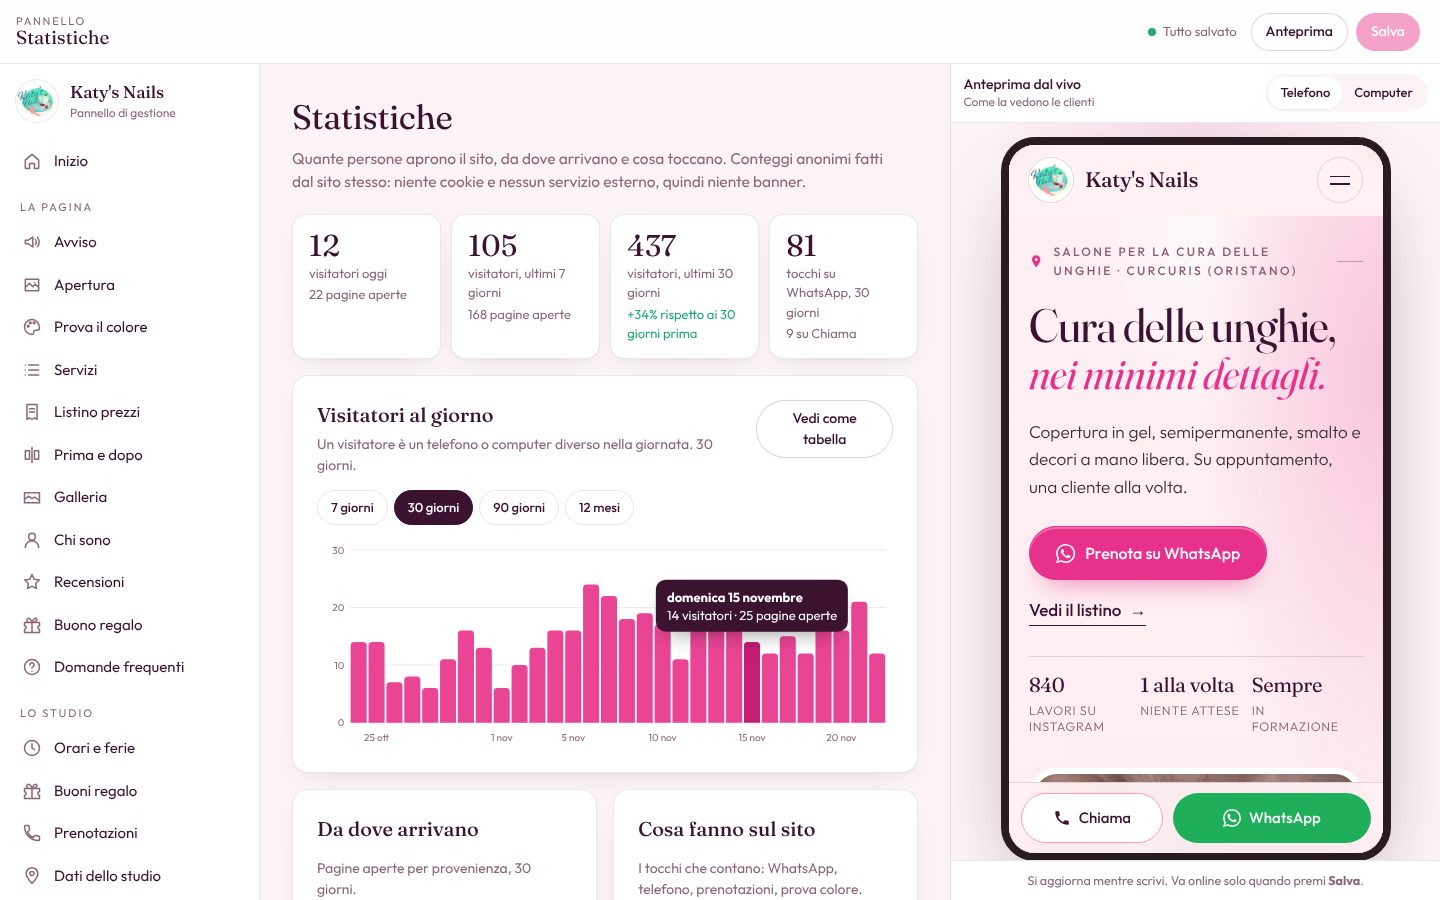 PANNELLO
Statistiche
Tutto salvato
Anteprima
Salva
Katy's Nails
Pannello di gestione
Inizio
LA PAGINA
Avviso
Apertura
Prova il colore
Servizi
Listino prezzi
Prima e dopo
Galleria
Chi sono
Recensioni
Buono regalo
Domande frequenti
LO STUDIO
Orari e ferie
Buoni regalo
Prenotazioni
Dati dello studio
Statistiche
Quante persone aprono il sito, da dove arrivano e cosa toccano. Conteggi anonimi fatti
dal sito stesso: niente cookie e nessun servizio esterno, quindi niente banner.
12
visitatori oggi
22 pagine aperte
105
visitatori, ultimi 7
giorni
168 pagine aperte
437
visitatori, ultimi 30
giorni
+34% rispetto ai 30
giorni prima
81
tocchi su
WhatsApp, 30
giorni
9 su Chiama
Visitatori al giorno
Un visitatore è un telefono o computer diverso nella giornata. 30
giorni.
Vedi come
tabella
7 giorni
30 giorni
90 giorni
12 mesi
30
20
10
0
domenica 15 novembre
14 visitatori · 25 pagine aperte
25 ott
1 nov
5 nov
10 nov
15 nov
20 nov
Da dove arrivano
Pagine aperte per provenienza, 30
giorni.
Cosa fanno sul sito
I tocchi che contano: WhatsApp,
telefono, prenotazioni, prova colore.
Anteprima dal vivo
Come la vedono le clienti
Telefono
Computer
Katy's Nails
SALONE PER LA CURA DELLE
UNGHIE · CURCURIS (ORISTANO)
Cura delle unghie,
nei minimi dettagli.
Copertura in gel, semipermanente, smalto e
decori a mano libera. Su appuntamento,
una cliente alla volta.
Prenota su WhatsApp
Vedi il listino →
840
LAVORI SU
INSTAGRAM
1 alla volta
NIENTE ATTESE
Sempre
IN
FORMAZIONE
Chiama
WhatsApp
Si aggiorna mentre scrivi. Va online solo quando premi Salva.